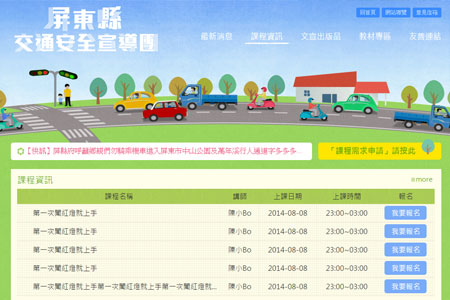 屏東縣
交通安全宣導團
回首頁 網站導覽 意見信箱
最新消息 課程資訊 文宣出版品 教材專區 友善連結
【快訊】屏縣府呼籲鄉親們勿騎乘機車進入屏東市中山公園及萬年溪行人通道字多多多...
「課程需求申請」請按此
課程資訊
more
課程名稱 講師 上課日期 上課時間 報名
第一次闖紅燈就上手 陳小Bo 2014-08-08 23:00~03:00 我要報名
第一次闖紅燈就上手 陳小Bo 2014-08-08 23:00~03:00 我要報名
第一次闖紅燈就上手 陳小Bo 2014-08-08 23:00~03:00 我要報名
第一次闖紅燈就上手 陳小Bo 2014-08-08 23:00~03:00 我要報名
第一次闖紅燈就上手第一次闖紅燈就上手第一次闖紅燈就... 陳小Bo 2014-08-08 23:00~03:00 我要報名